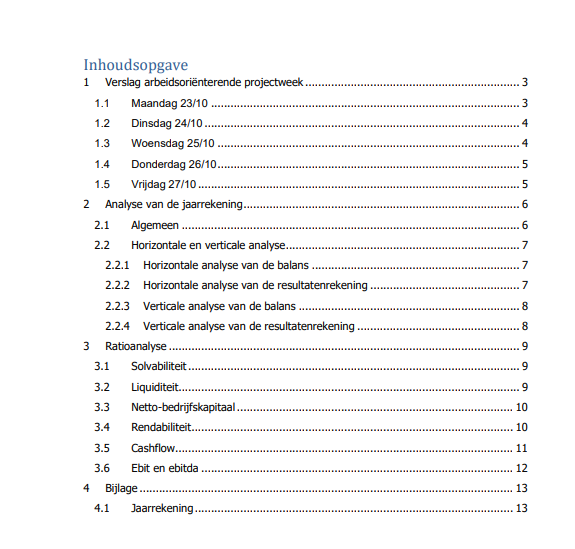 Inhoudsopgave
1 Verslag arbeidsoriënterende projectweek ........................................ 3
1.1 Maandag 23/10 ........................................ 3
1.2 Dinsdag 24/10 ........................................ 4
1.3 Woensdag 25/10 ........................................ 4
1.4 Donderdag 26/10 ........................................ 5
1.5 Vrijdag 27/10 ........................................ 5
2 Analyse van de jaarrekening ........................................ 6
2.1 Algemeen ........................................ 6
2.2 Horizontale en verticale analyse ........................................ 7
2.2.1 Horizontale analyse van de balans ........................................ 7
2.2.2 Horizontale analyse van de resultatenrekening ........................................ 7
2.2.3 Verticale analyse van de balans ........................................ 8
2.2.4 Verticale analyse van de resultatenrekening ........................................ 8
3 Ratioanalyse ........................................ 9
3.1 Solvabiliteit ........................................ 9
3.2 Liquiditeit ........................................ 9
3.3 Netto-bedrijfskapitaal ........................................ 10
3.4 Rendabiliteit ........................................ 10
3.5 Cashflow ........................................ 11
3.6 Ebit en ebitda ........................................ 12
4 Bijlage ........................................ 13
4.1 Jaarrekening ........................................ 13